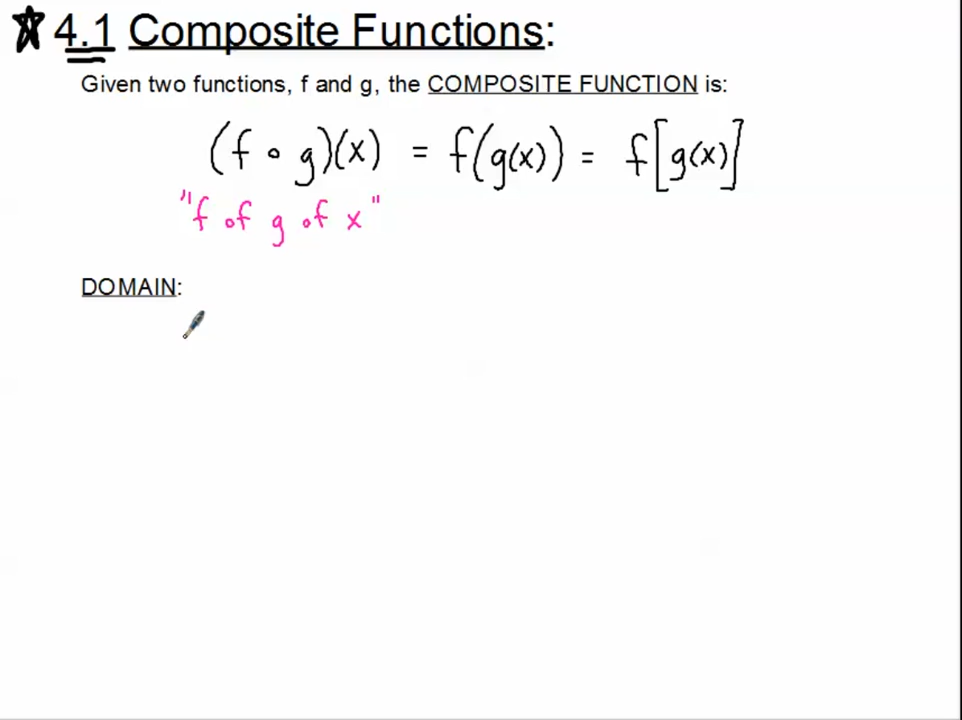 4.1 Composite Functions:
Given two functions, f and g, the COMPOSITE FUNCTION is:
(f ∘ g)(x) = f(g(x)) = f[g(x)]
"f of g of x"
DOMAIN: